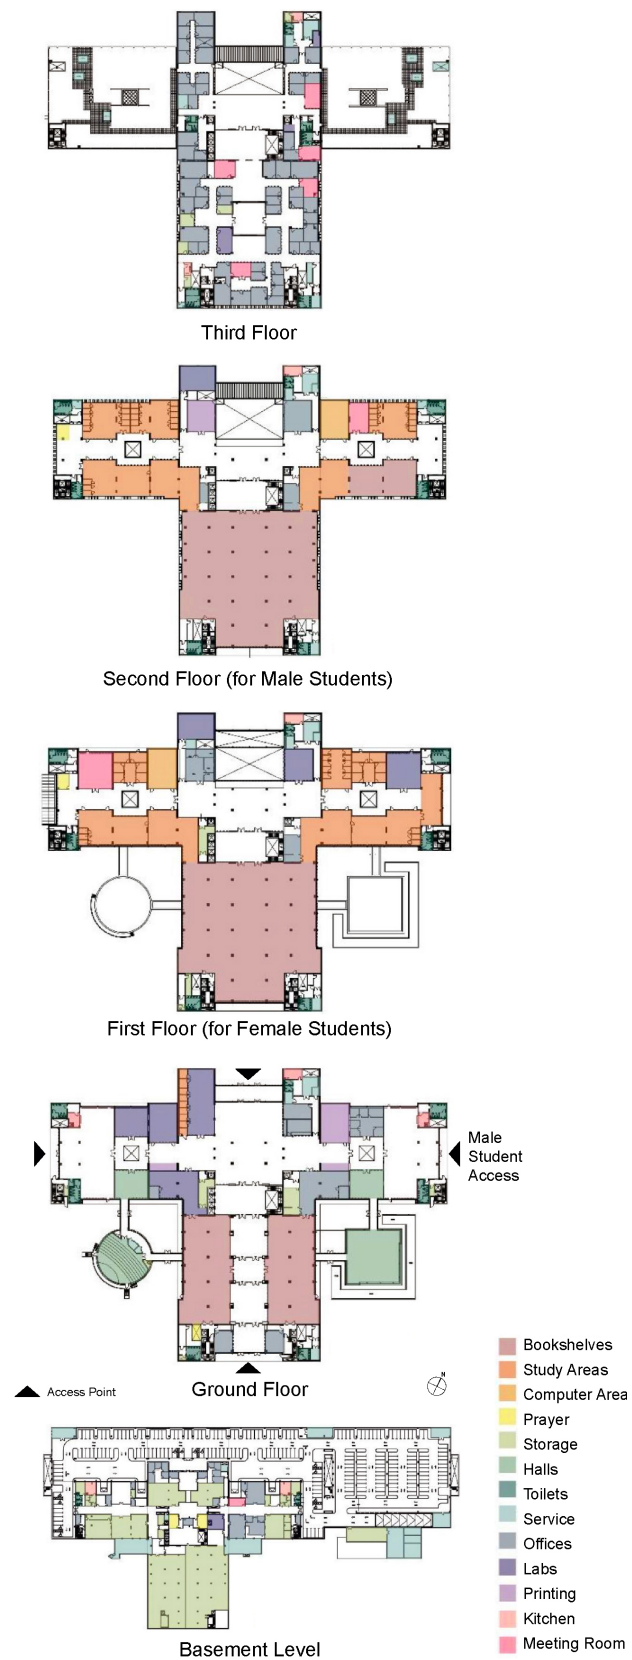 Third Floor
Second Floor (for Male Students)
First Floor (for Female Students)
Male
Student
Access
N
Access Point
Ground Floor
Bookshelves
Study Areas
Computer Area
Prayer
Storage
Halls
Toilets
Service
Offices
Labs
Printing
Kitchen
Meeting Room
Basement Level